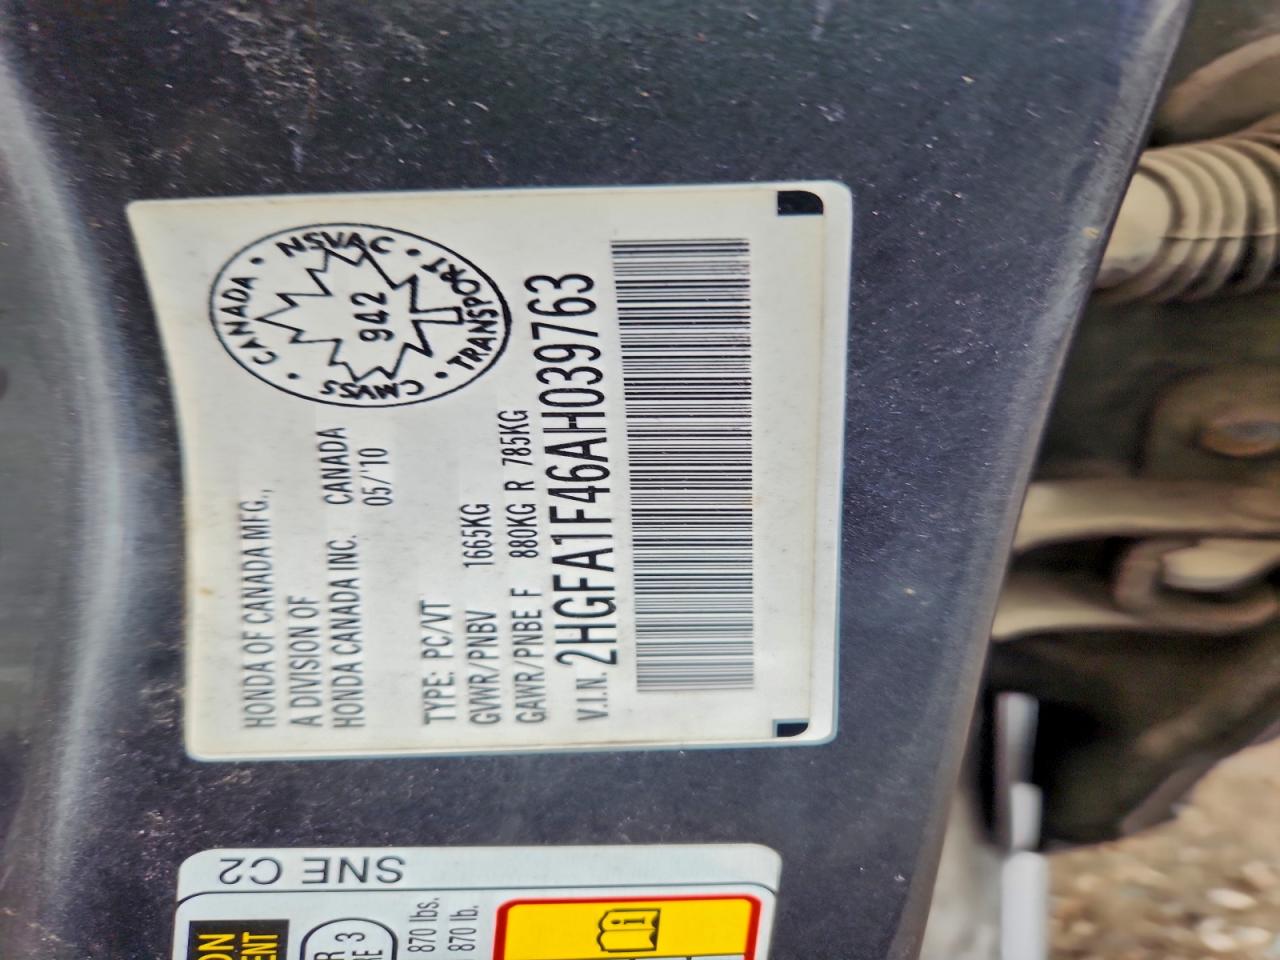 HONDA OF CANADA MFG.,
A DIVISION OF
HONDA CANADA INC. CANADA
05/'10
TYPE: PC/VT
GVWR/PNBV 1665KG
GAWR/PNBE F 880KG R 785KG
V.I.N. 2HGFA1F46AH039763
CANADA • NSVAC • TRANSPORT • CMVSS •
942
SNE C2
870 lbs.
870 lb.